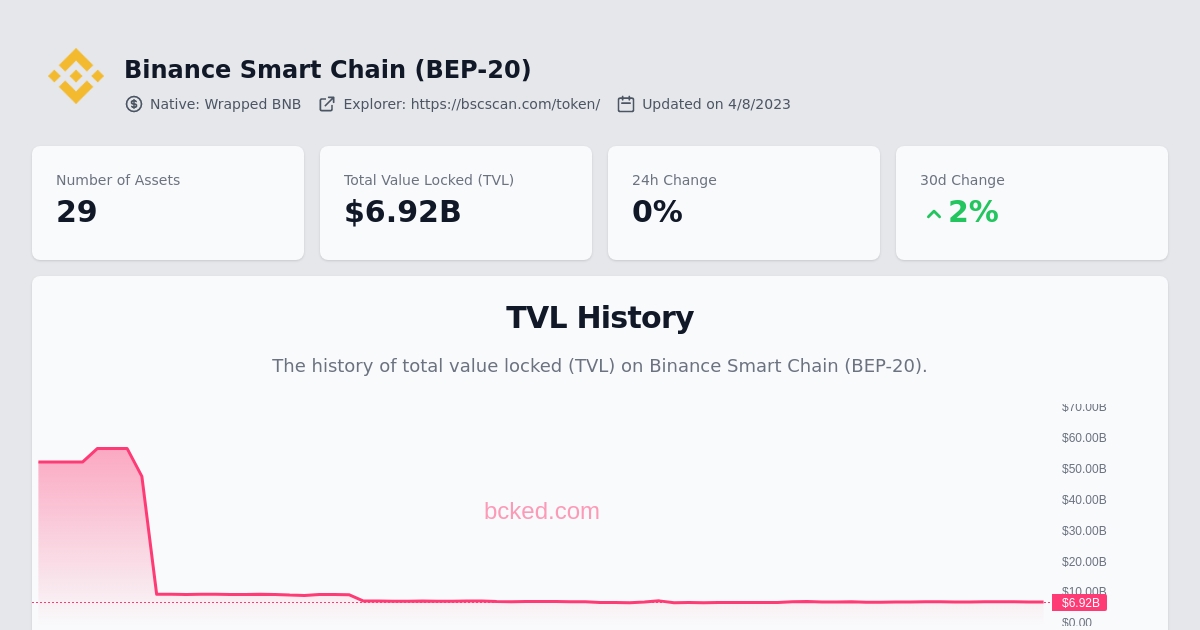 Binance Smart Chain (BEP-20)
Native: Wrapped BNB Explorer: https://bscscan.com/token/ Updated on 4/8/2023
Number of Assets
29
Total Value Locked (TVL)
$6.92B
24h Change
0%
30d Change
2%
TVL History
The history of total value locked (TVL) on Binance Smart Chain (BEP-20).
bcked.com
$70.00B
$60.00B
$50.00B
$40.00B
$30.00B
$20.00B
$10.00B
$6.92B
$0.00